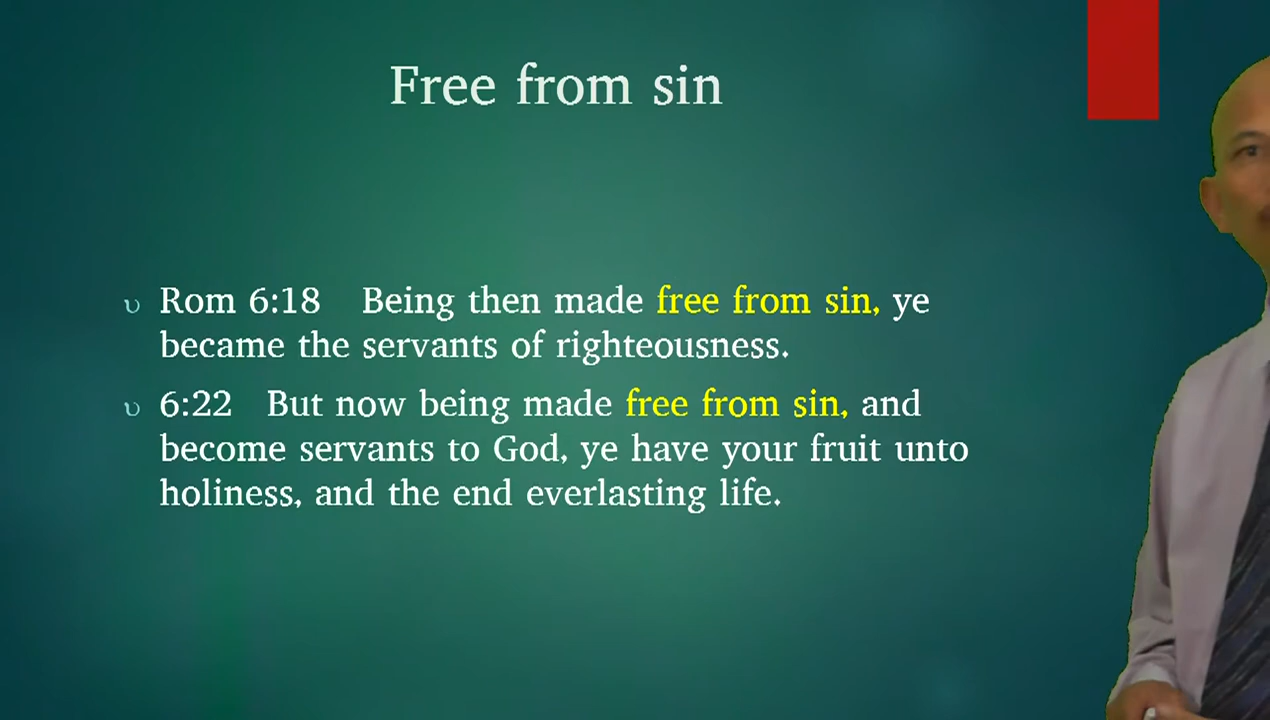 Free from sin
υ Rom 6:18 Being then made free from sin, ye
became the servants of righteousness.
υ 6:22 But now being made free from sin, and
become servants to God, ye have your fruit unto
holiness, and the end everlasting life.